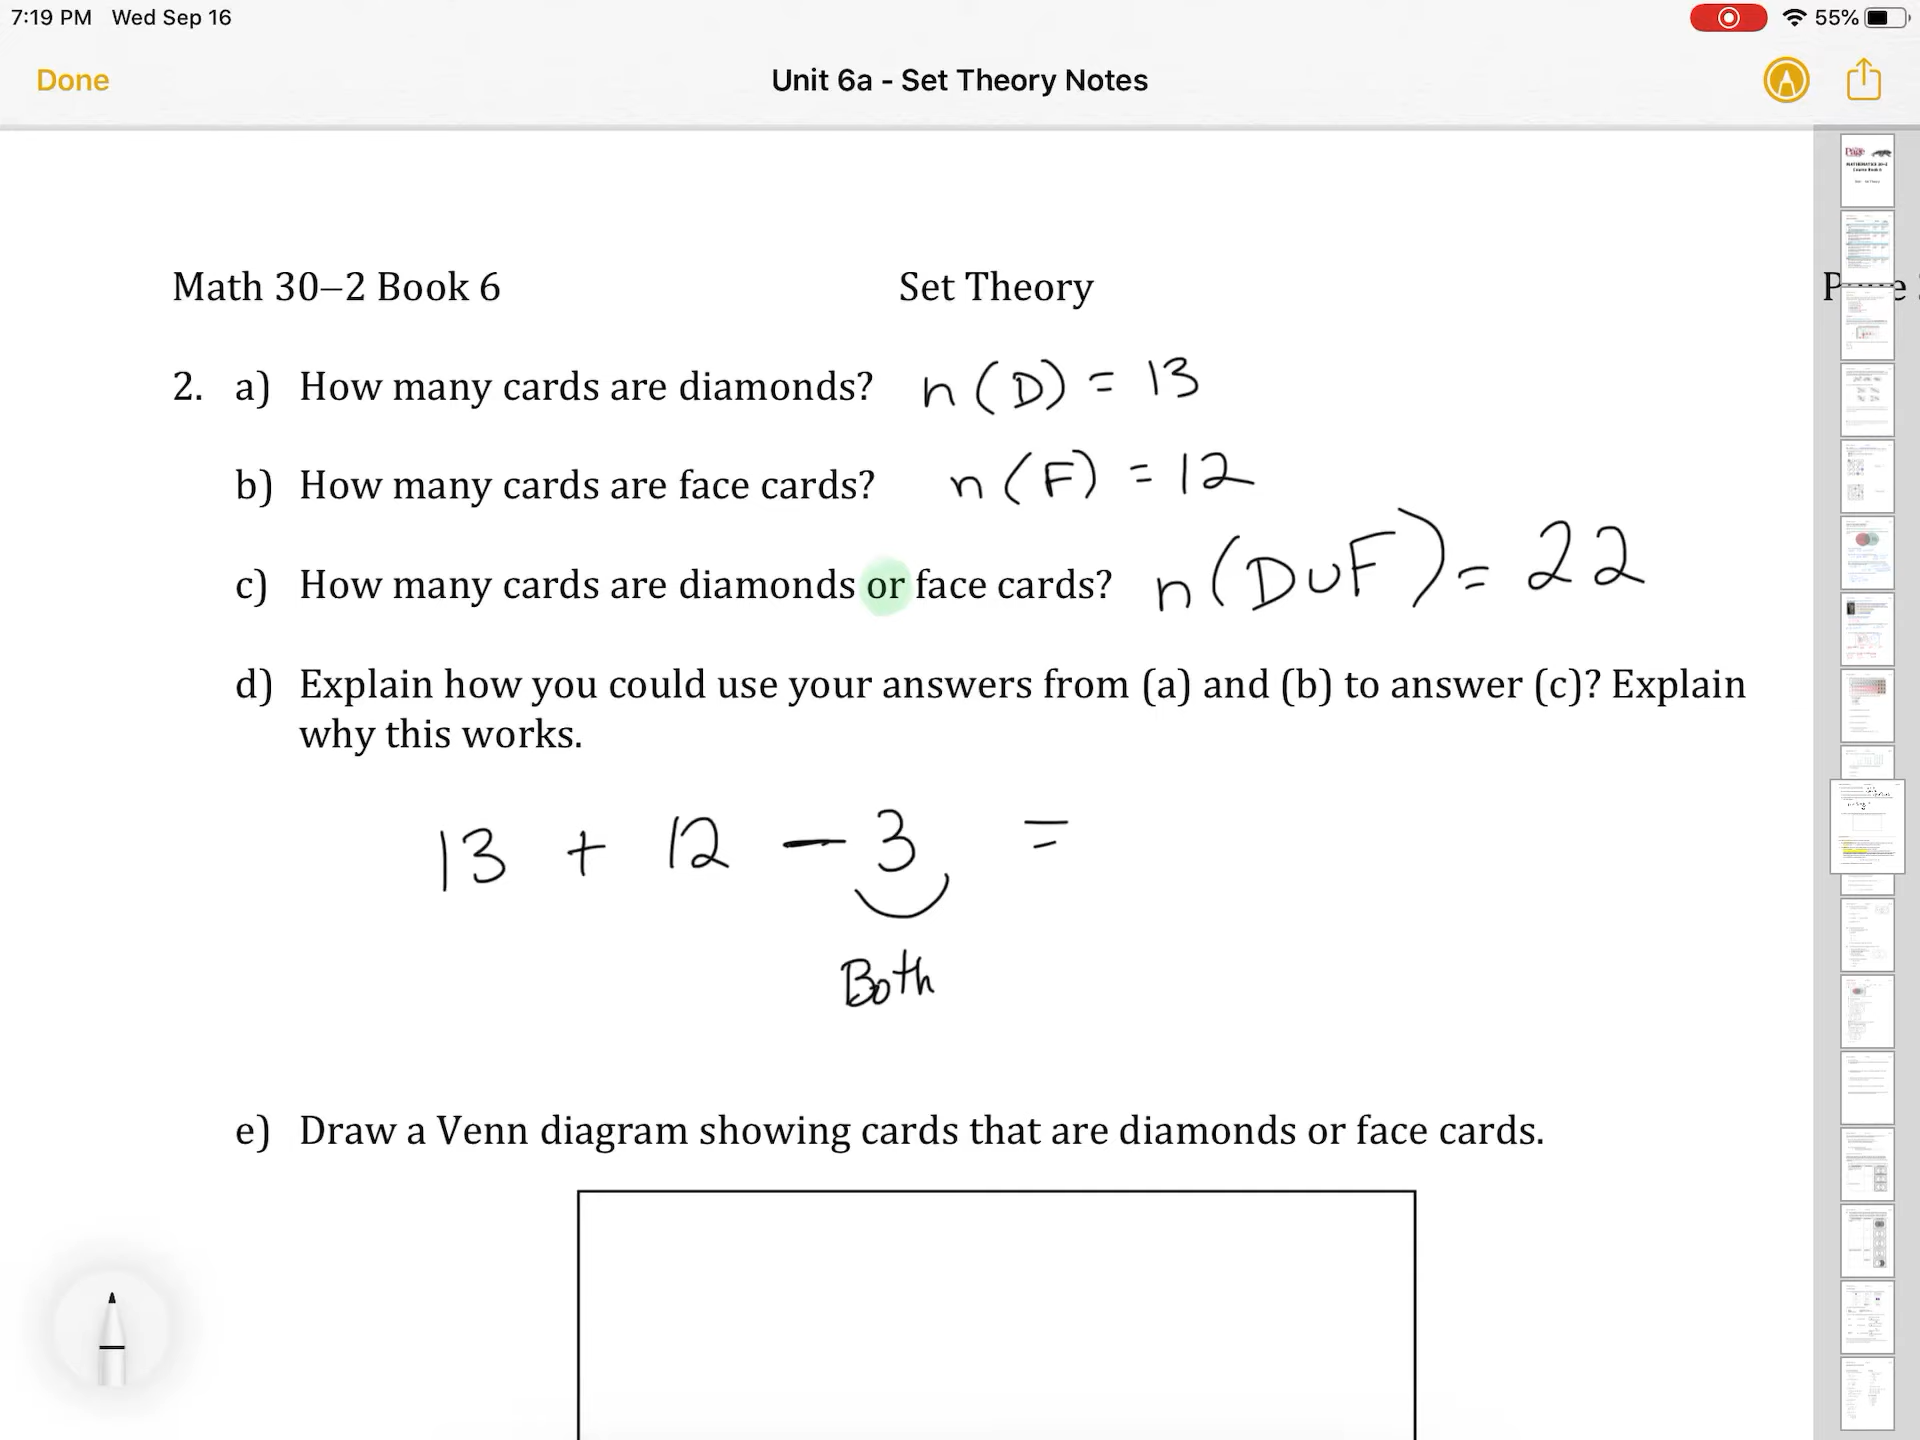 7:19 PM Wed Sep 16 55%
Done Unit 6a - Set Theory Notes
Math 30–2 Book 6 Set Theory
2. a) How many cards are diamonds? n(D) = 13
b) How many cards are face cards? n(F) = 12
c) How many cards are diamonds or face cards? n(D∪F) = 22
d) Explain how you could use your answers from (a) and (b) to answer (c)? Explain
why this works.
13 + 12 − 3 =
Both
e) Draw a Venn diagram showing cards that are diamonds or face cards.